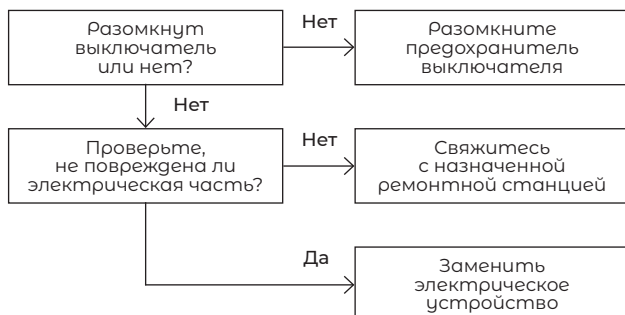 Разомкнут
выключатель
или нет?
Нет
Разомкните
предохранитель
выключателя
Нет
Проверьте,
не повреждена ли
электрическая часть?
Нет
Свяжитесь
с назначенной
ремонтной станцией
Да
Заменить
электрическое
устройство